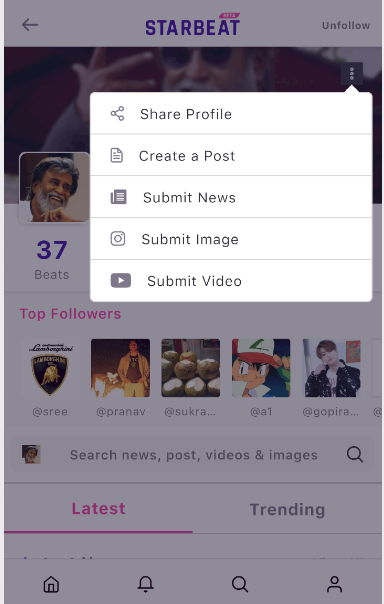 BETA
STARBEAT
Unfollow
Share Profile
Create a Post
Submit News
Submit Image
Submit Video
37
Beats
Top Followers
Lamborghini
LAMBORGHINI
@sree
@pranav
@sukra...
@a1
@gopira...
@
Search news, post, videos & images
Latest
Trending